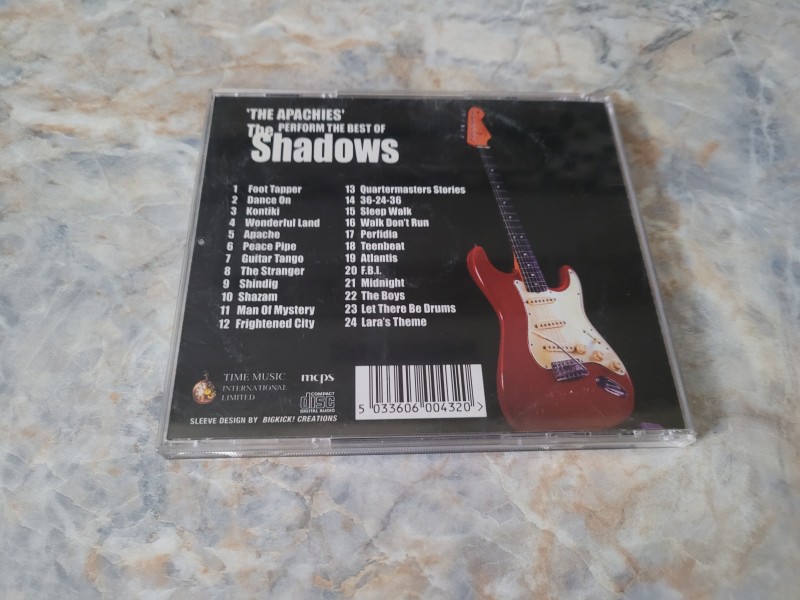 'THE APACHIES'
PERFORM THE BEST OF
The
Shadows
1 Foot Tapper
2 Dance On
3 Kontiki
4 Wonderful Land
5 Apache
6 Peace Pipe
7 Guitar Tango
8 The Stranger
9 Shindig
10 Shazam
11 Man Of Mystery
12 Frightened City
13 Quartermasters Stories
14 36-24-36
15 Sleep Walk
16 Walk Don't Run
17 Perfidia
18 Teenbeat
19 Atlantis
20 F.B.I.
21 Midnight
22 The Boys
23 Let There Be Drums
24 Lara's Theme
TIME MUSIC
INTERNATIONAL
LIMITED
mcps
COMPACT
disc
DIGITAL AUDIO
5 033606 004320 >
SLEEVE DESIGN BY BIGKICK! CREATIONS